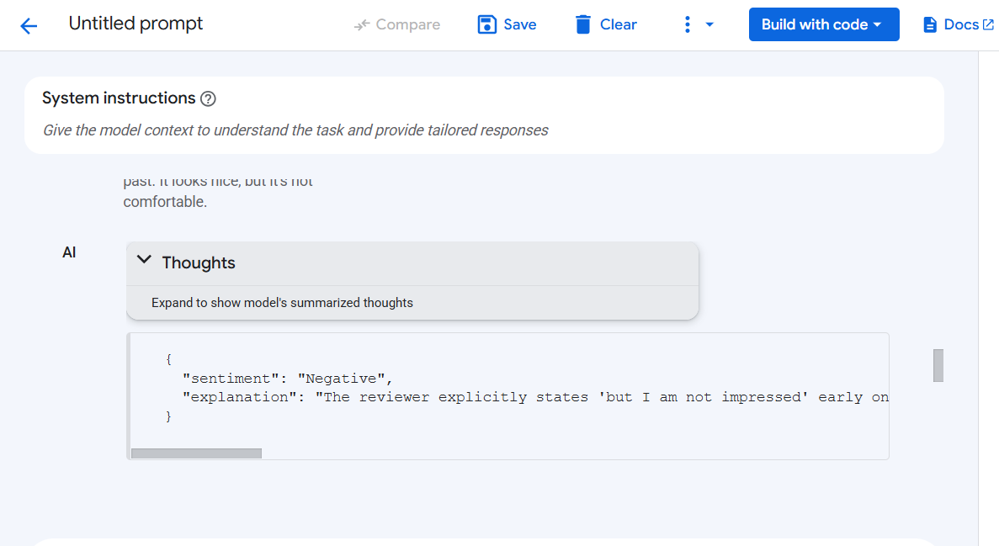 Untitled prompt
Compare
Save
Clear
Build with code
Docs
System instructions
Give the model context to understand the task and provide tailored responses
past. It looks nice, but it's not
comfortable.
AI
Thoughts
Expand to show model's summarized thoughts
{
"sentiment": "Negative",
"explanation": "The reviewer explicitly states 'but I am not impressed' early on
}